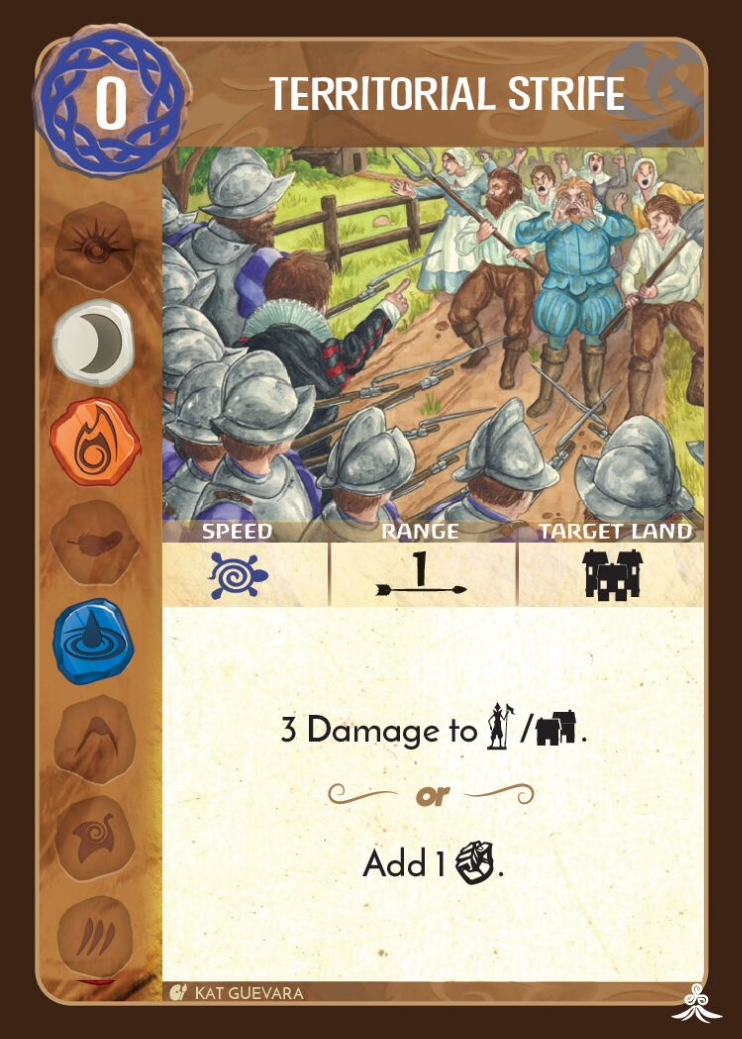 0
TERRITORIAL STRIFE
SPEED RANGE TARGET LAND
1
3 Damage to / .
or
Add 1 .
KAT GUEVARA